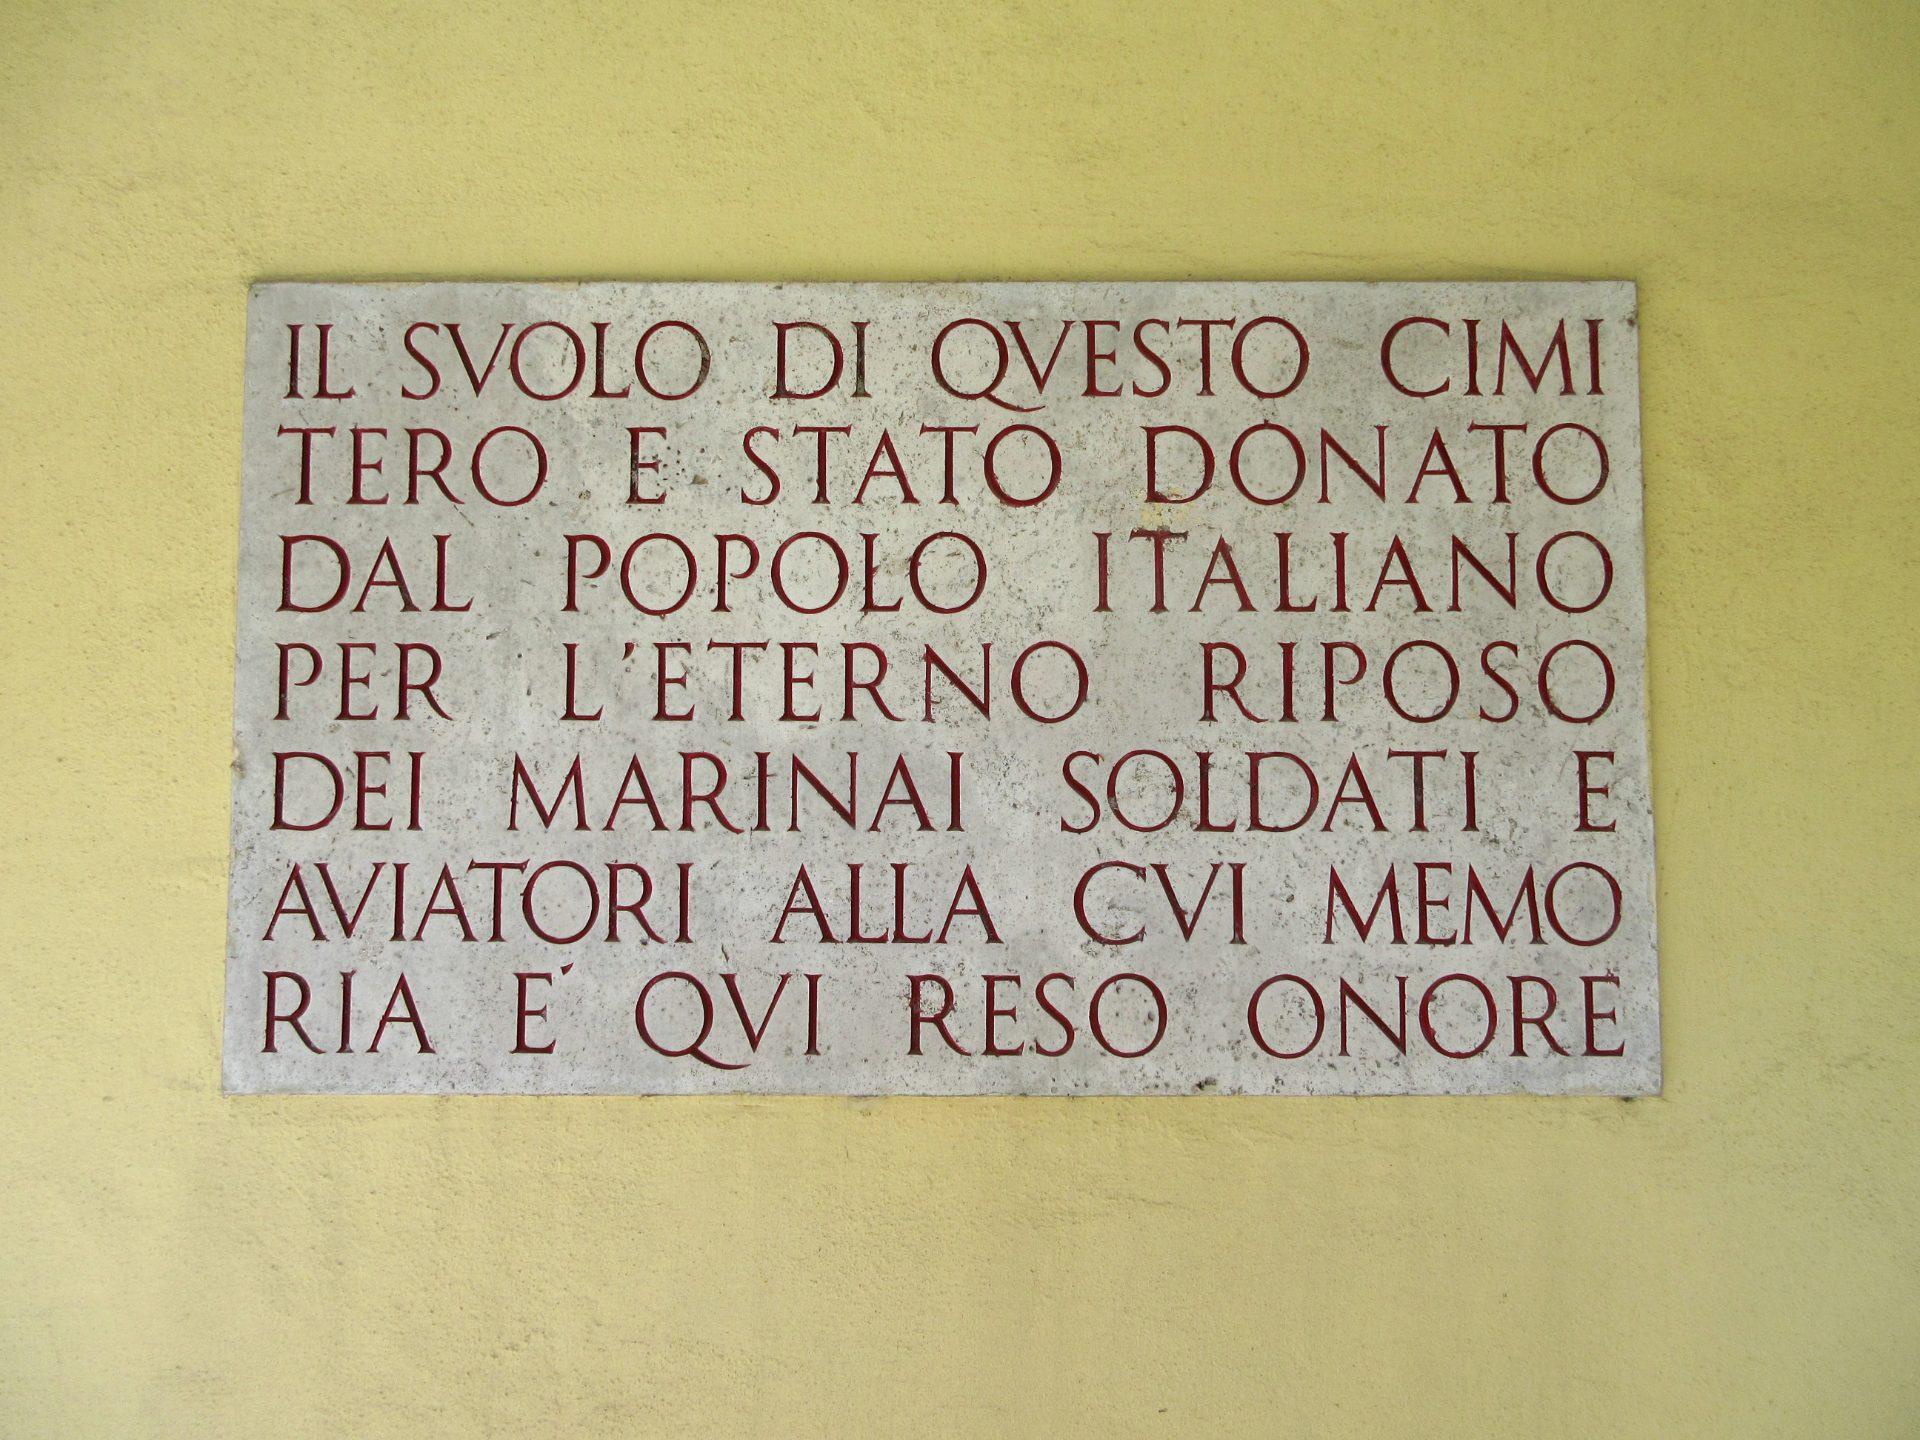 IL SVOLO DI QVESTO CIMI
TERO E STATO DONATO
DAL POPOLO ITALIANO
PER L'ETERNO RIPOSO
DEI MARINAI SOLDATI E
AVIATORI ALLA CVI MEMO
RIA E' QVI RESO ONORE